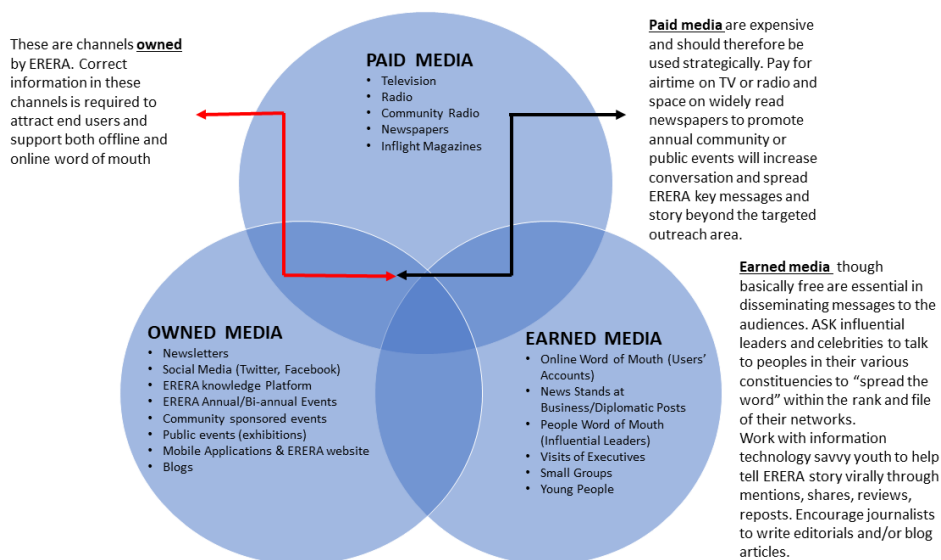 These are channels owned
by ERERA. Correct
information in these
channels is required to
attract end users and
support both offline and
online word of mouth
PAID MEDIA
• Television
• Radio
• Community Radio
• Newspapers
• Inflight Magazines
Paid media are expensive
and should therefore be
used strategically. Pay for
airtime on TV or radio and
space on widely read
newspapers to promote
annual community or
public events will increase
conversation and spread
ERERA key messages and
story beyond the targeted
outreach area.
OWNED MEDIA
• Newsletters
• Social Media (Twitter, Facebook)
• ERERA knowledge Platform
• ERERA Annual/Bi-annual Events
• Community sponsored events
• Public events (exhibitions)
• Mobile Applications & ERERA website
• Blogs
EARNED MEDIA
• Online Word of Mouth (Users'
Accounts)
• News Stands at
Business/Diplomatic Posts
• People Word of Mouth
(Influential Leaders)
• Visits of Executives
• Small Groups
• Young People
Earned media though
basically free are essential in
disseminating messages to the
audiences. ASK influential
leaders and celebrities to talk
to peoples in their various
constituencies to “spread the
word” within the rank and file
of their networks.
Work with information
technology savvy youth to help
tell ERERA story virally through
mentions, shares, reviews,
reposts. Encourage journalists
to write editorials and/or blog
articles.